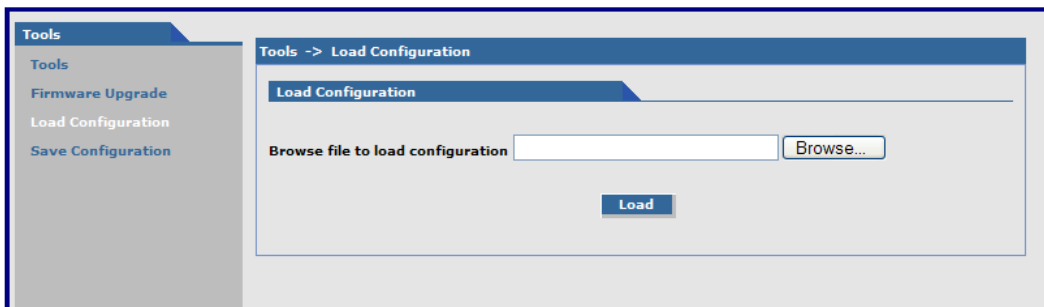 Tools
Tools
Firmware Upgrade
Load Configuration
Save Configuration
Tools -> Load Configuration
Load Configuration
Browse file to load configuration
Browse...
Load